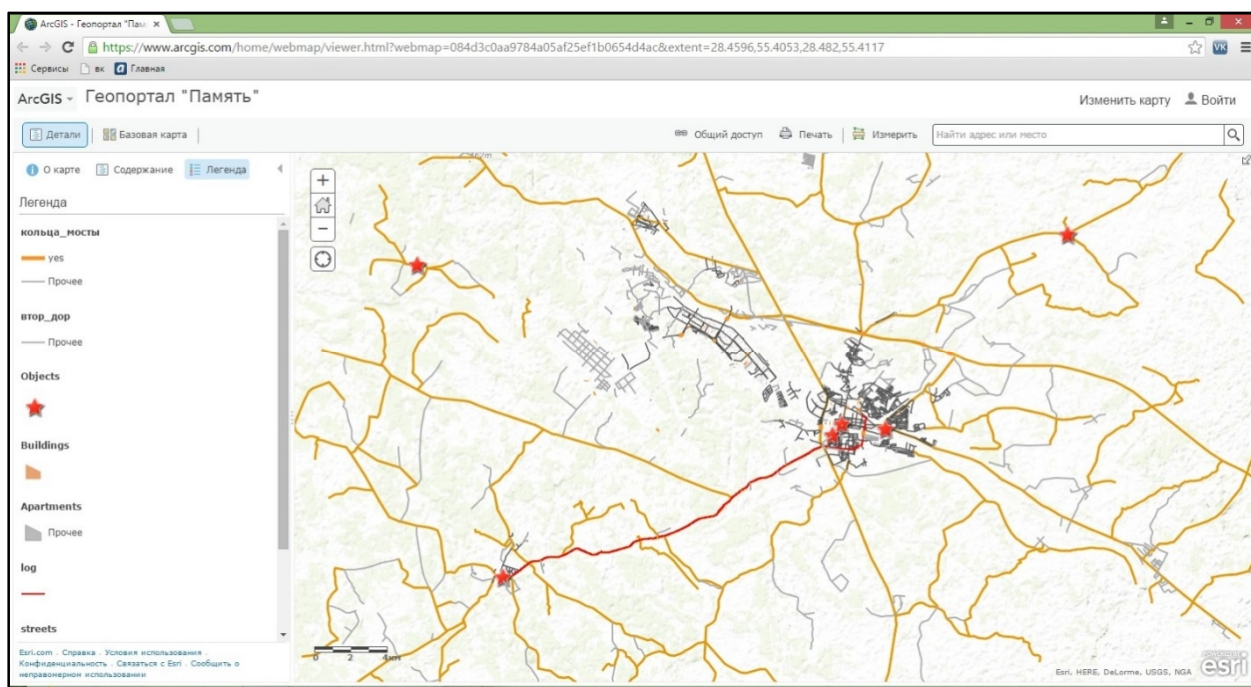 ArcGIS - Геопортал "Пам
https://www.arcgis.com/home/webmap/viewer.html?webmap=084d3c0aa9784a05af25ef1b0654d4ac&extent=28.4596,55.4053,28.482,55.4117
Сервисы вк Главная
ArcGIS Геопортал "Память"
Изменить карту Войти
Детали Базовая карта Общий доступ Печать Измерить Найти адрес или место
О карте Содержание Легенда
Легенда
кольца_мосты
yes
Прочее
втор_дор
Прочее
Objects
Buildings
Apartments
Прочее
log
streets
Esri.com . Справка . Условия использования .
Конфиденциальность . Связаться с Esri . Сообщить о
неправомерном использовании
0 2 4км
Esri, HERE, DeLorme, USGS, NGA
POWERED BY
esri